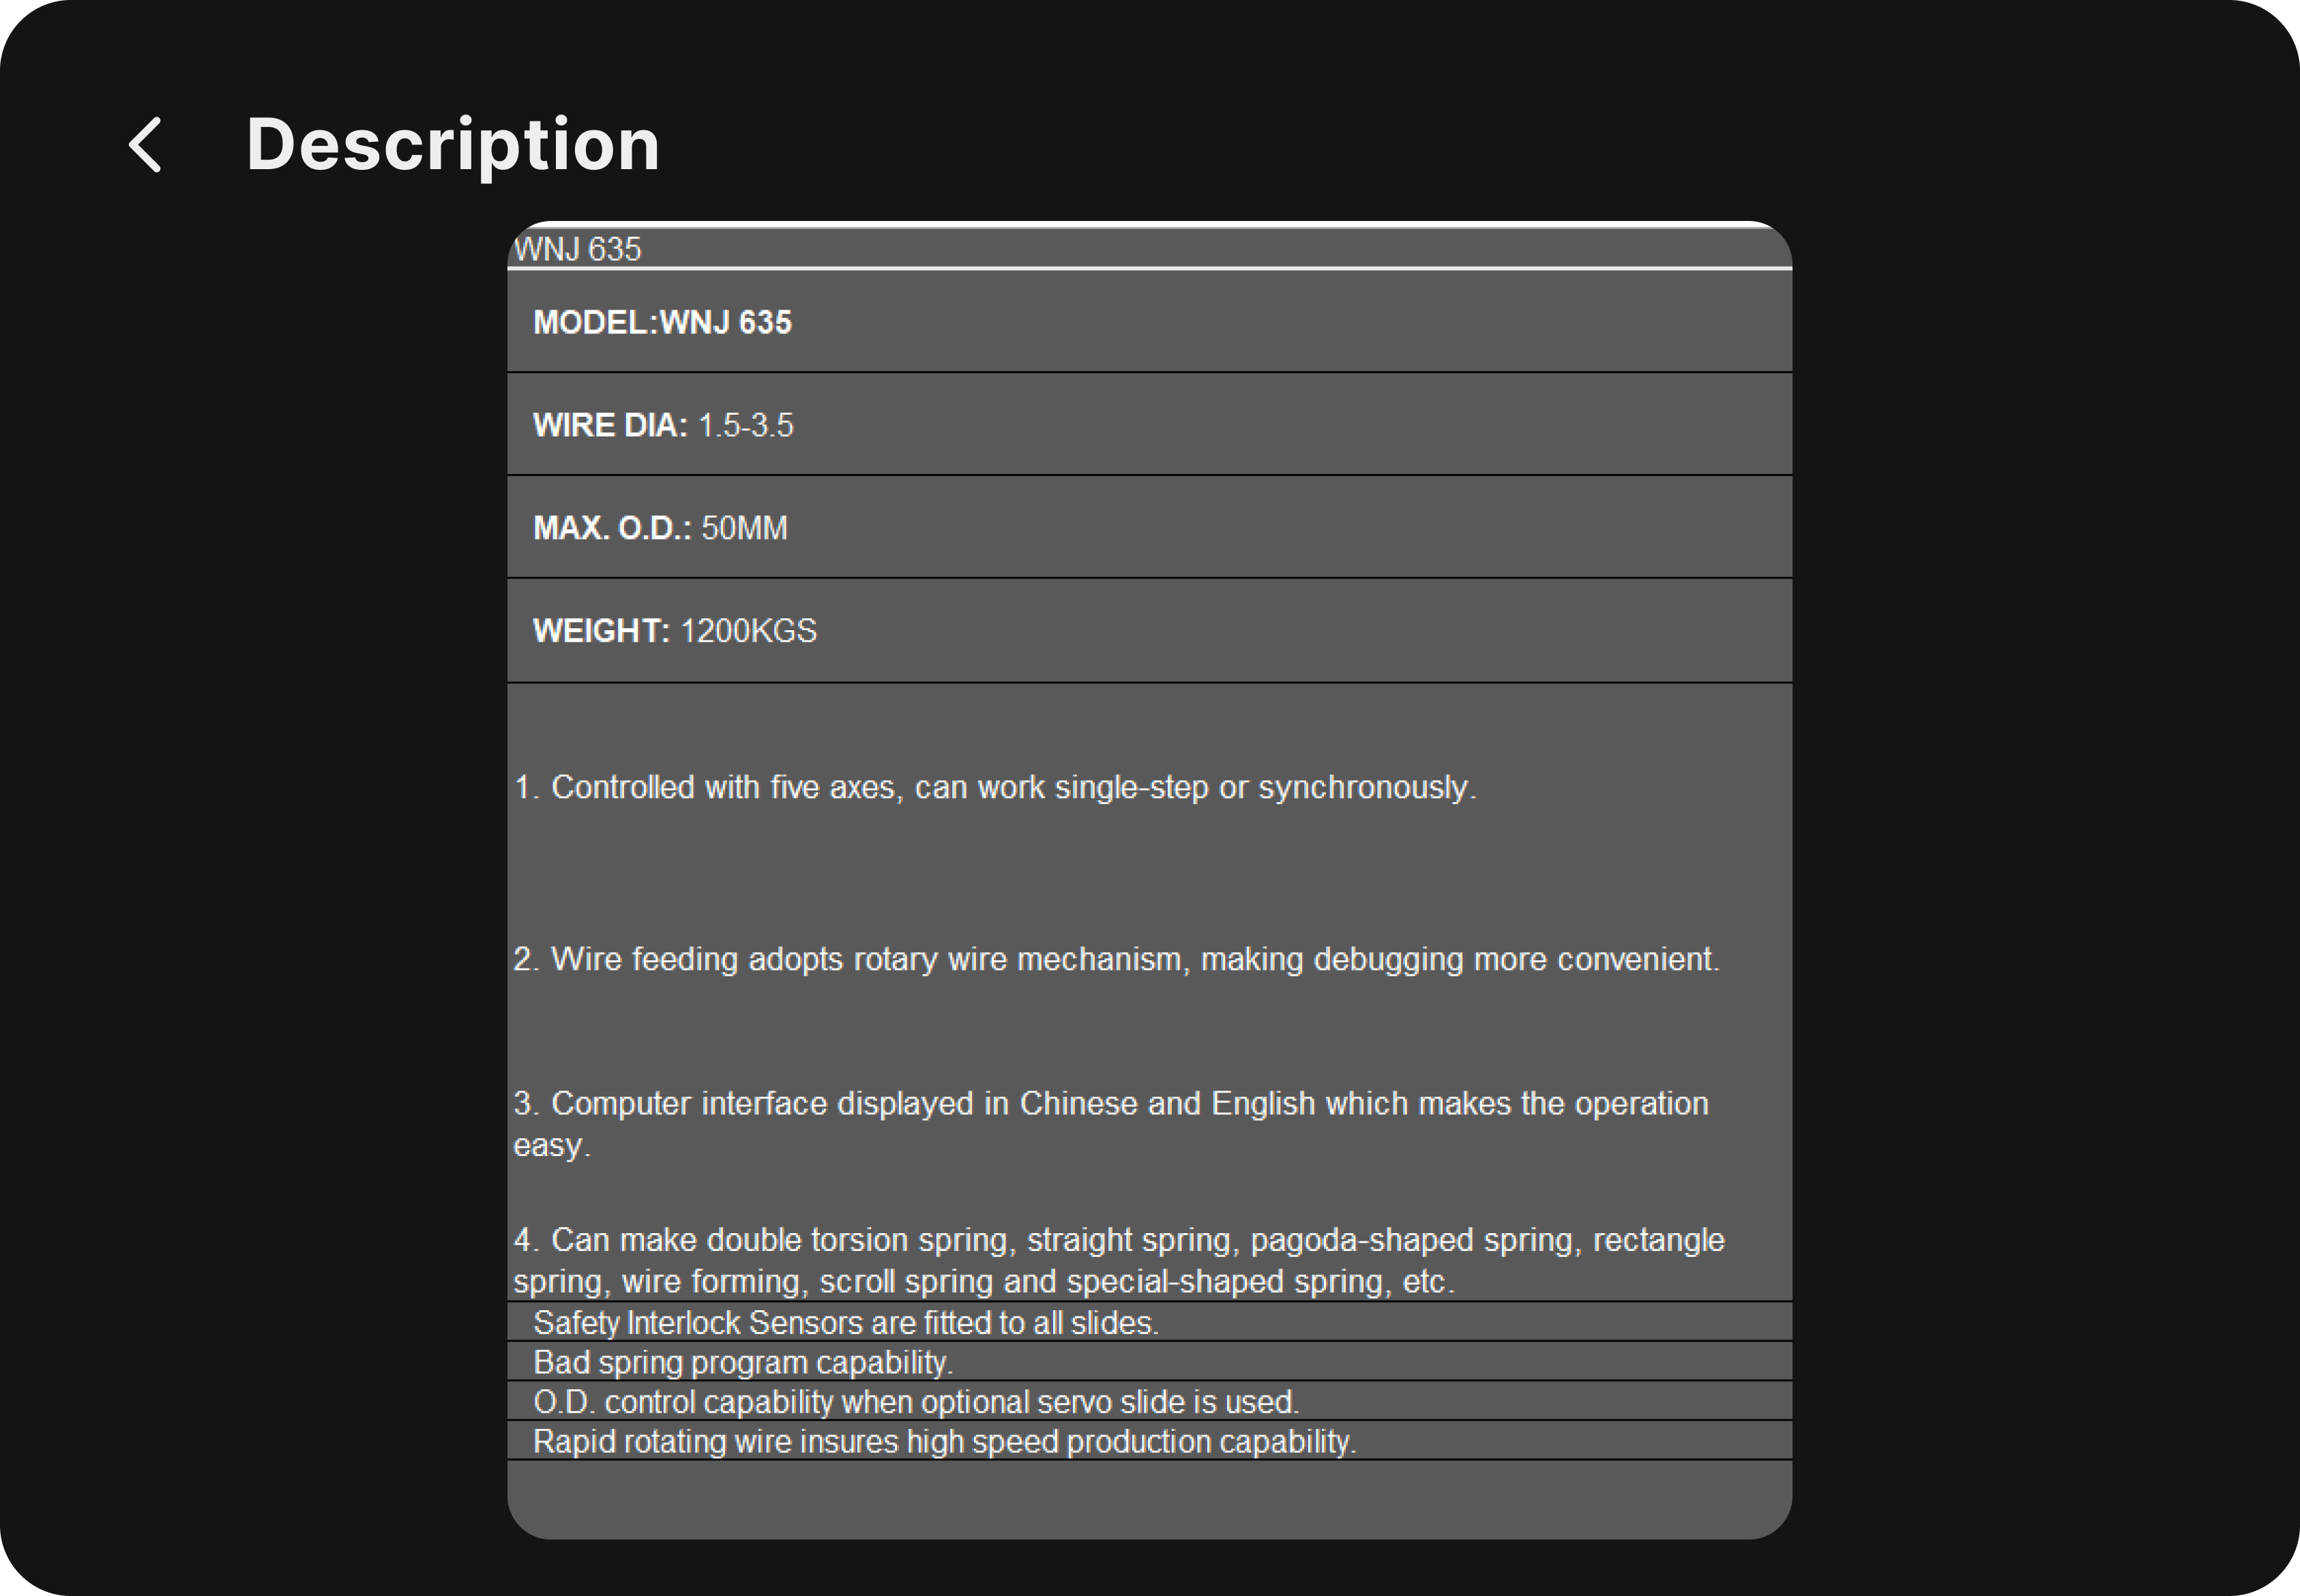 Description
WNJ 635
MODEL:WNJ 635
WIRE DIA: 1.5-3.5
MAX. O.D.: 50MM
WEIGHT: 1200KGS
1. Controlled with five axes, can work single-step or synchronously.
2. Wire feeding adopts rotary wire mechanism, making debugging more convenient.
3. Computer interface displayed in Chinese and English which makes the operation
easy.
4. Can make double torsion spring, straight spring, pagoda-shaped spring, rectangle
spring, wire forming, scroll spring and special-shaped spring, etc.
Safety Interlock Sensors are fitted to all slides.
Bad spring program capability.
O.D. control capability when optional servo slide is used.
Rapid rotating wire insures high speed production capability.